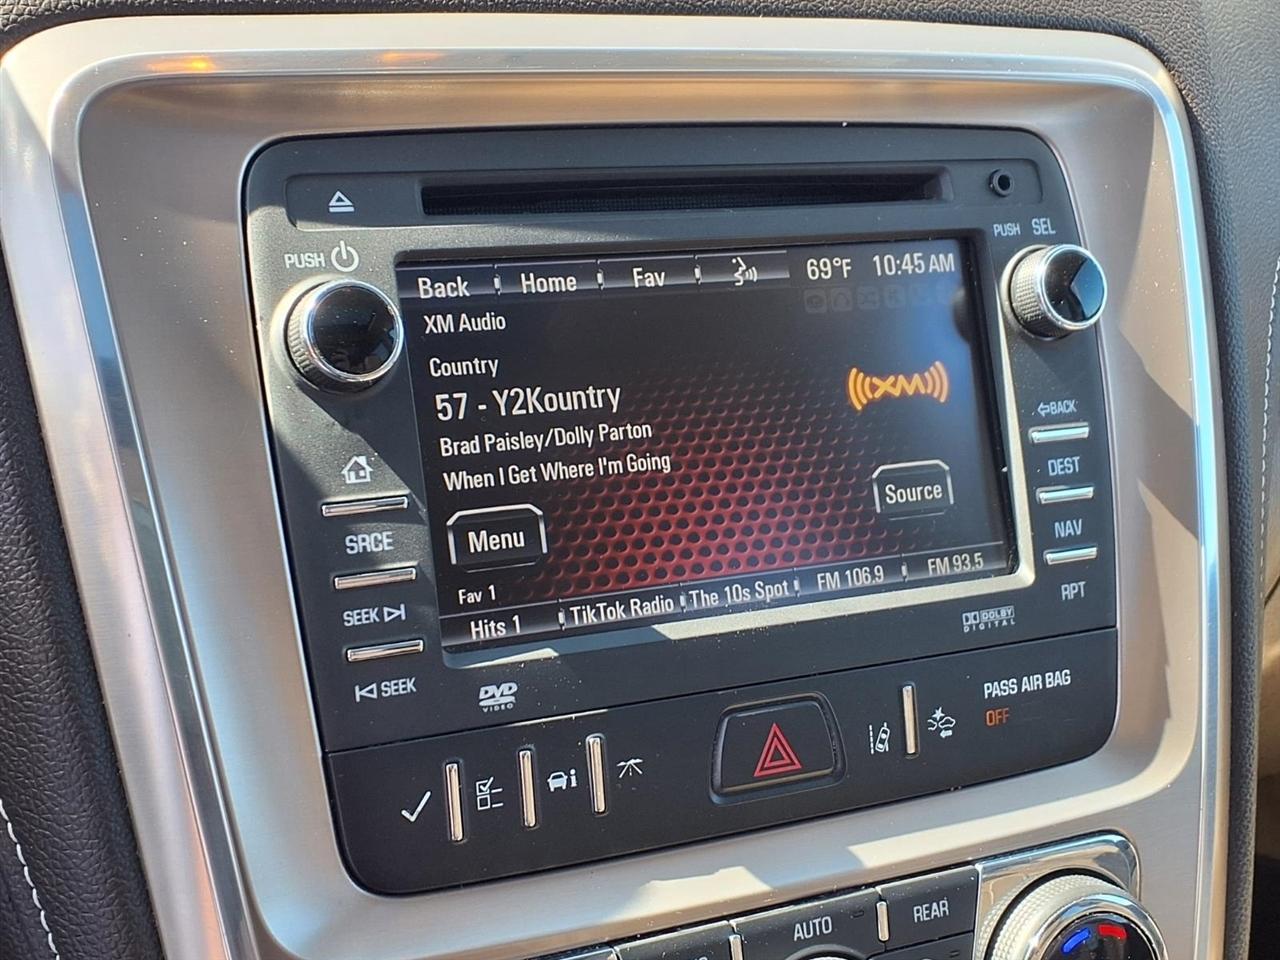 PUSH
PUSH SEL
Back Home Fav 69°F 10:45 AM
XM Audio
Country
57 - Y2Kountry
Brad Paisley/Dolly Parton
When I Get Where I'm Going
((XM))
Menu
Source
Fav 1
Hits 1 TikTok Radio The 10s Spot FM 106.9 FM 93.5
SRCE
SEEK
SEEK
BACK
DEST
NAV
RPT
DVD
VIDEO
DOLBY
DIGITAL
PASS AIR BAG
OFF
AUTO
REAR